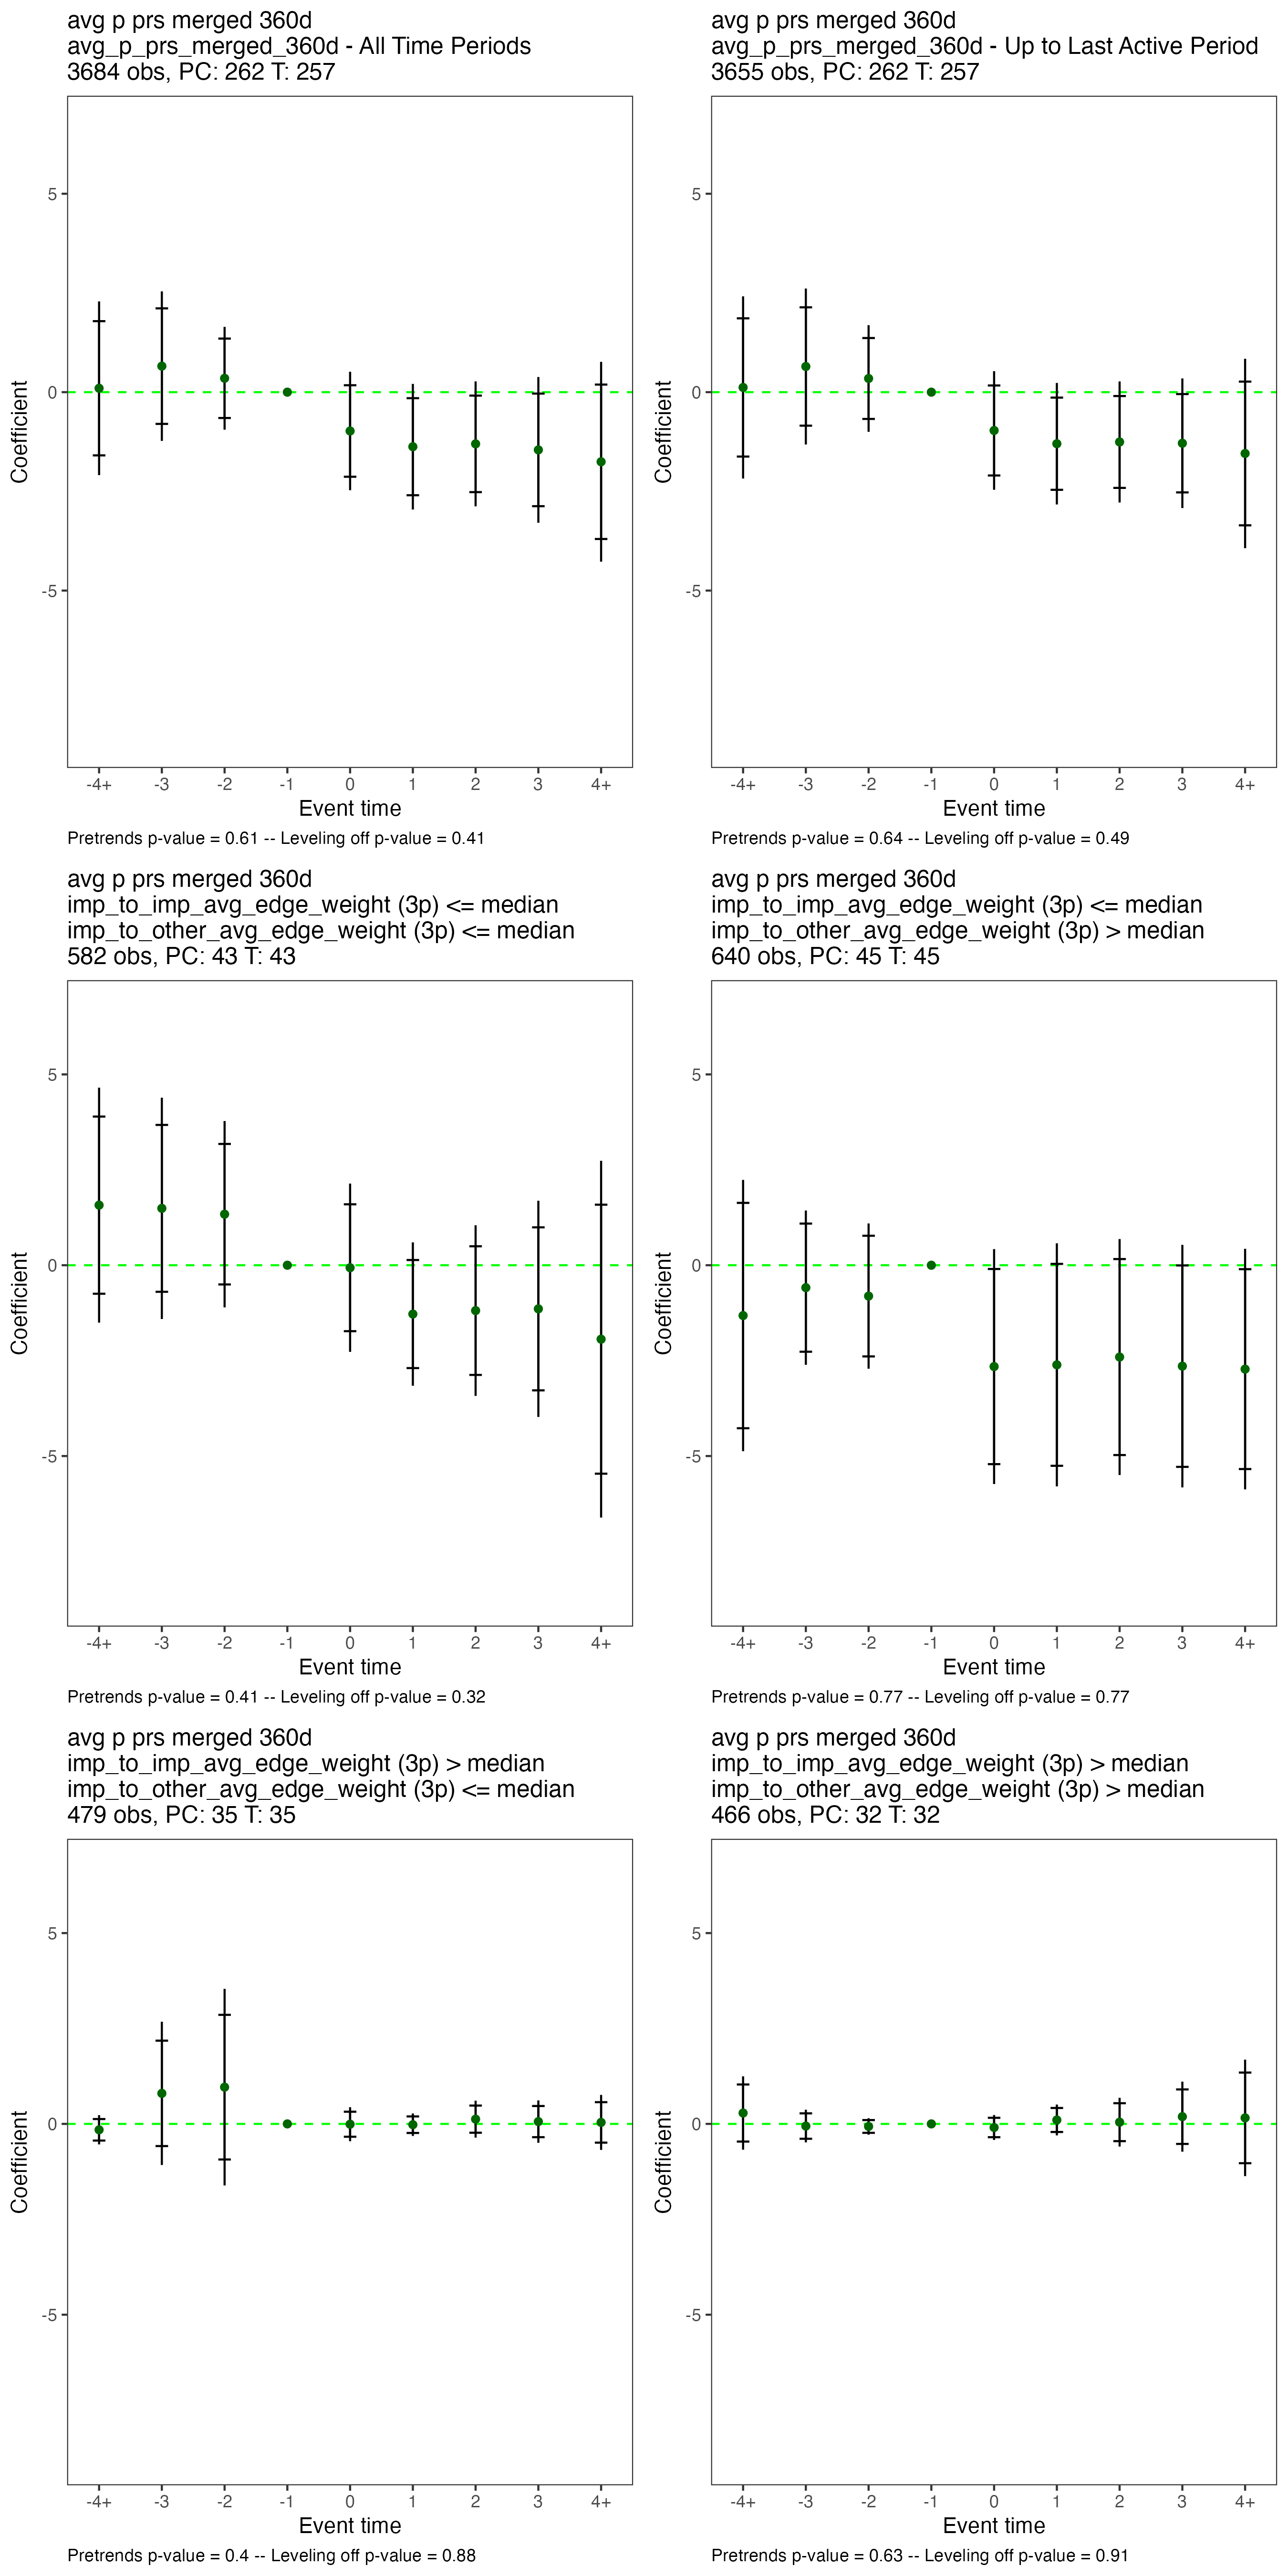 avg p prs merged 360d
avg_p_prs_merged_360d - All Time Periods
3684 obs, PC: 262 T: 257
5
0
-5
Coefficient
-4+ -3 -2 -1 0 1 2 3 4+
Event time
Pretrends p-value = 0.61 -- Leveling off p-value = 0.41
avg p prs merged 360d
avg_p_prs_merged_360d - Up to Last Active Period
3655 obs, PC: 262 T: 257
5
0
-5
Coefficient
-4+ -3 -2 -1 0 1 2 3 4+
Event time
Pretrends p-value = 0.64 -- Leveling off p-value = 0.49
avg p prs merged 360d
imp_to_imp_avg_edge_weight (3p) <= median
imp_to_other_avg_edge_weight (3p) <= median
582 obs, PC: 43 T: 43
5
0
-5
Coefficient
-4+ -3 -2 -1 0 1 2 3 4+
Event time
Pretrends p-value = 0.41 -- Leveling off p-value = 0.32
avg p prs merged 360d
imp_to_imp_avg_edge_weight (3p) <= median
imp_to_other_avg_edge_weight (3p) > median
640 obs, PC: 45 T: 45
5
0
-5
Coefficient
-4+ -3 -2 -1 0 1 2 3 4+
Event time
Pretrends p-value = 0.77 -- Leveling off p-value = 0.77
avg p prs merged 360d
imp_to_imp_avg_edge_weight (3p) > median
imp_to_other_avg_edge_weight (3p) <= median
479 obs, PC: 35 T: 35
5
0
-5
Coefficient
-4+ -3 -2 -1 0 1 2 3 4+
Event time
Pretrends p-value = 0.4 -- Leveling off p-value = 0.88
avg p prs merged 360d
imp_to_imp_avg_edge_weight (3p) > median
imp_to_other_avg_edge_weight (3p) > median
466 obs, PC: 32 T: 32
5
0
-5
Coefficient
-4+ -3 -2 -1 0 1 2 3 4+
Event time
Pretrends p-value = 0.63 -- Leveling off p-value = 0.91